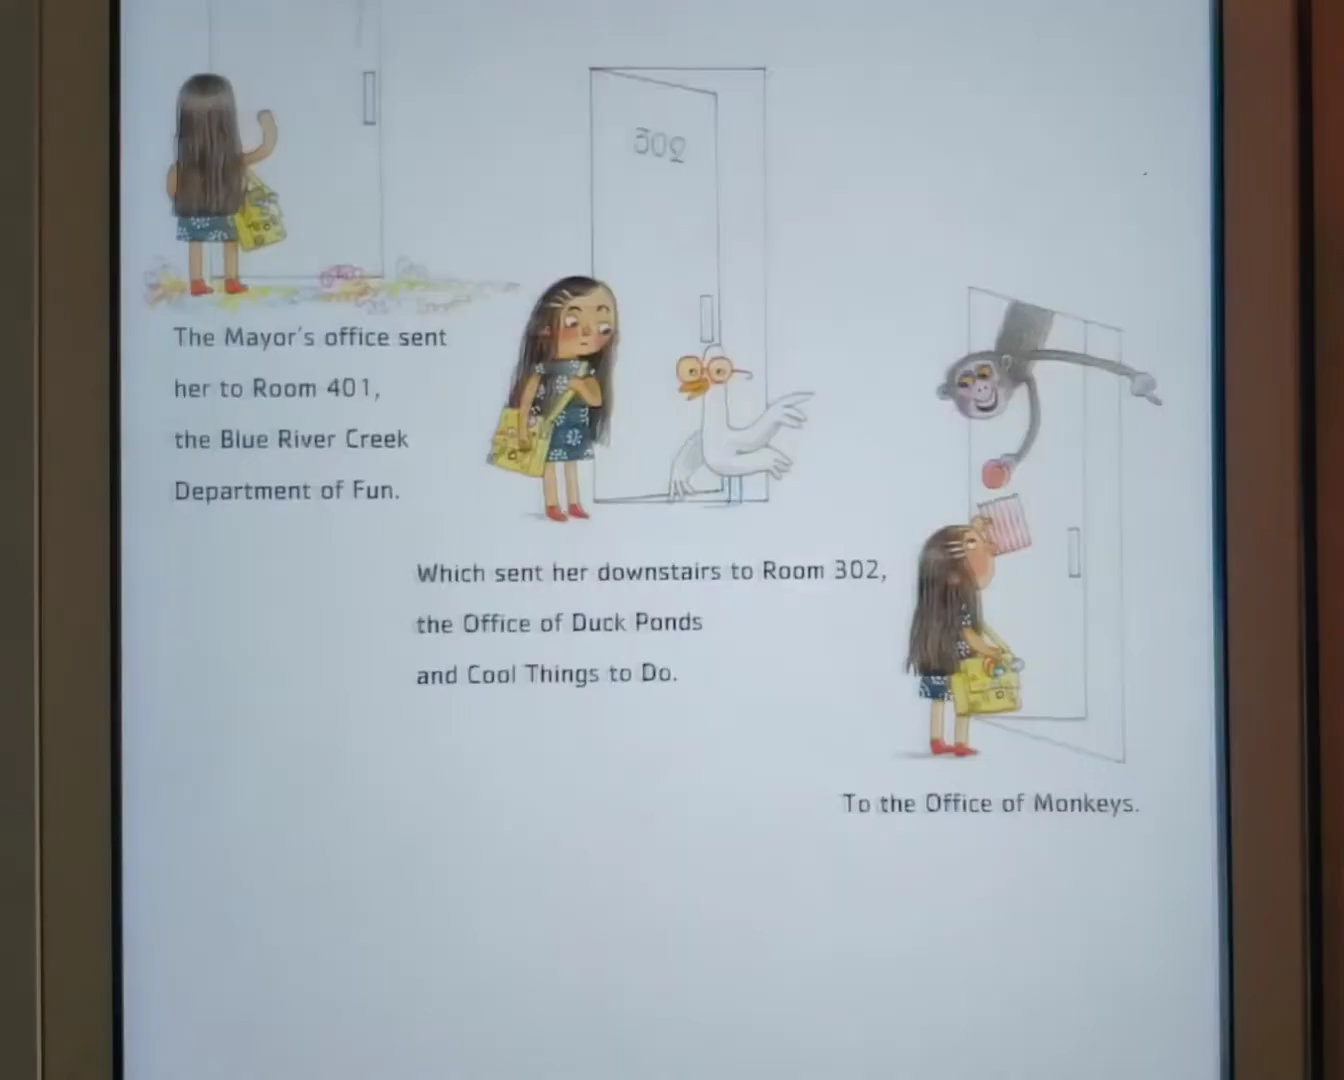 302
The Mayor's office sent
her to Room 401,
the Blue River Creek
Department of Fun.
Which sent her downstairs to Room 302,
the Office of Duck Ponds
and Cool Things to Do.
To the Office of Monkeys.